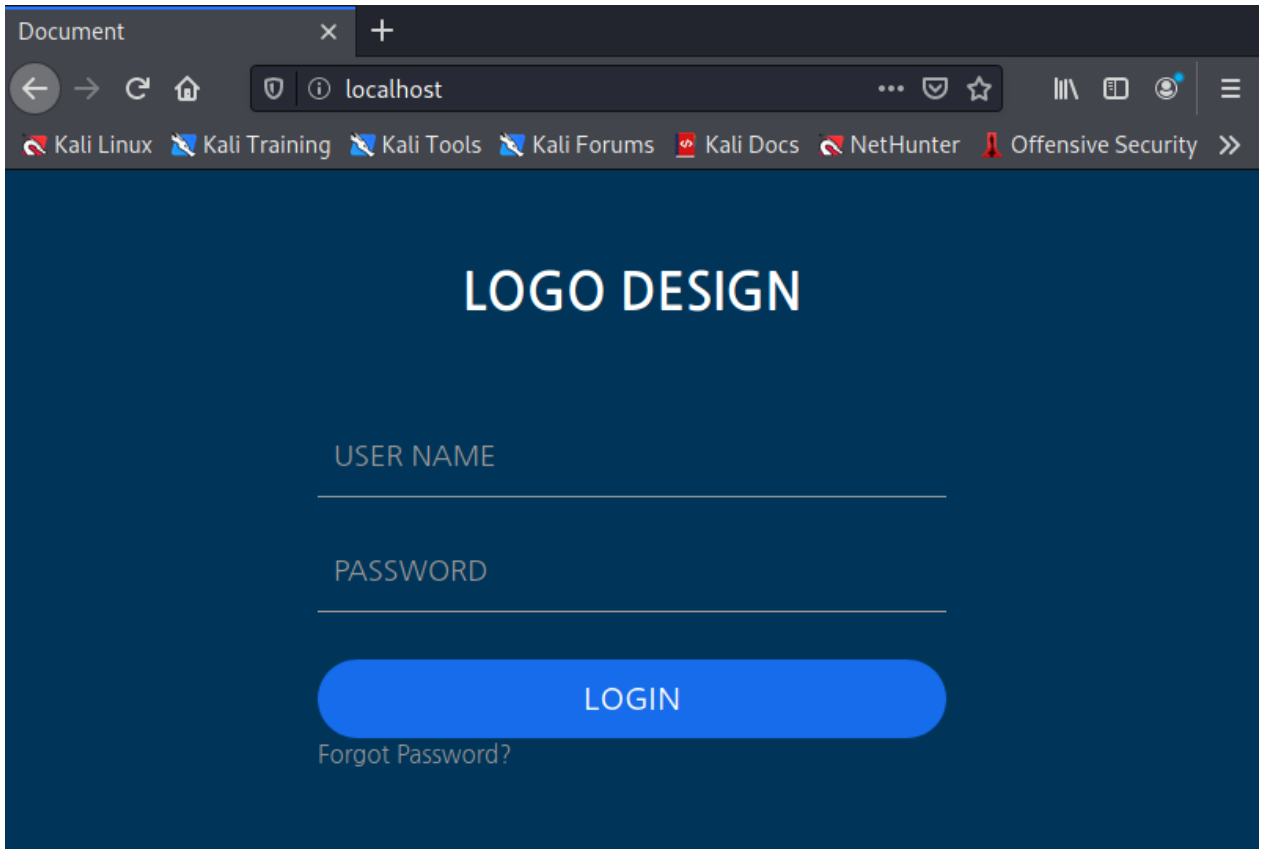 Document
localhost
Kali Linux Kali Training Kali Tools Kali Forums Kali Docs NetHunter Offensive Security
LOGO DESIGN
USER NAME
PASSWORD
LOGIN
Forgot Password?